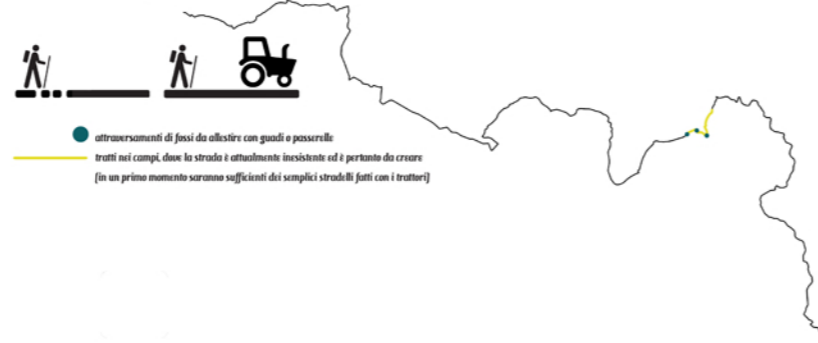 attraversamenti di fossi da allestire con guadi o passerelle
tratti nei campi, dove la strada è attualmente inesistente ed è pertanto da creare
(in un primo momento saranno sufficienti dei semplici stradelli fatti con i trattori)